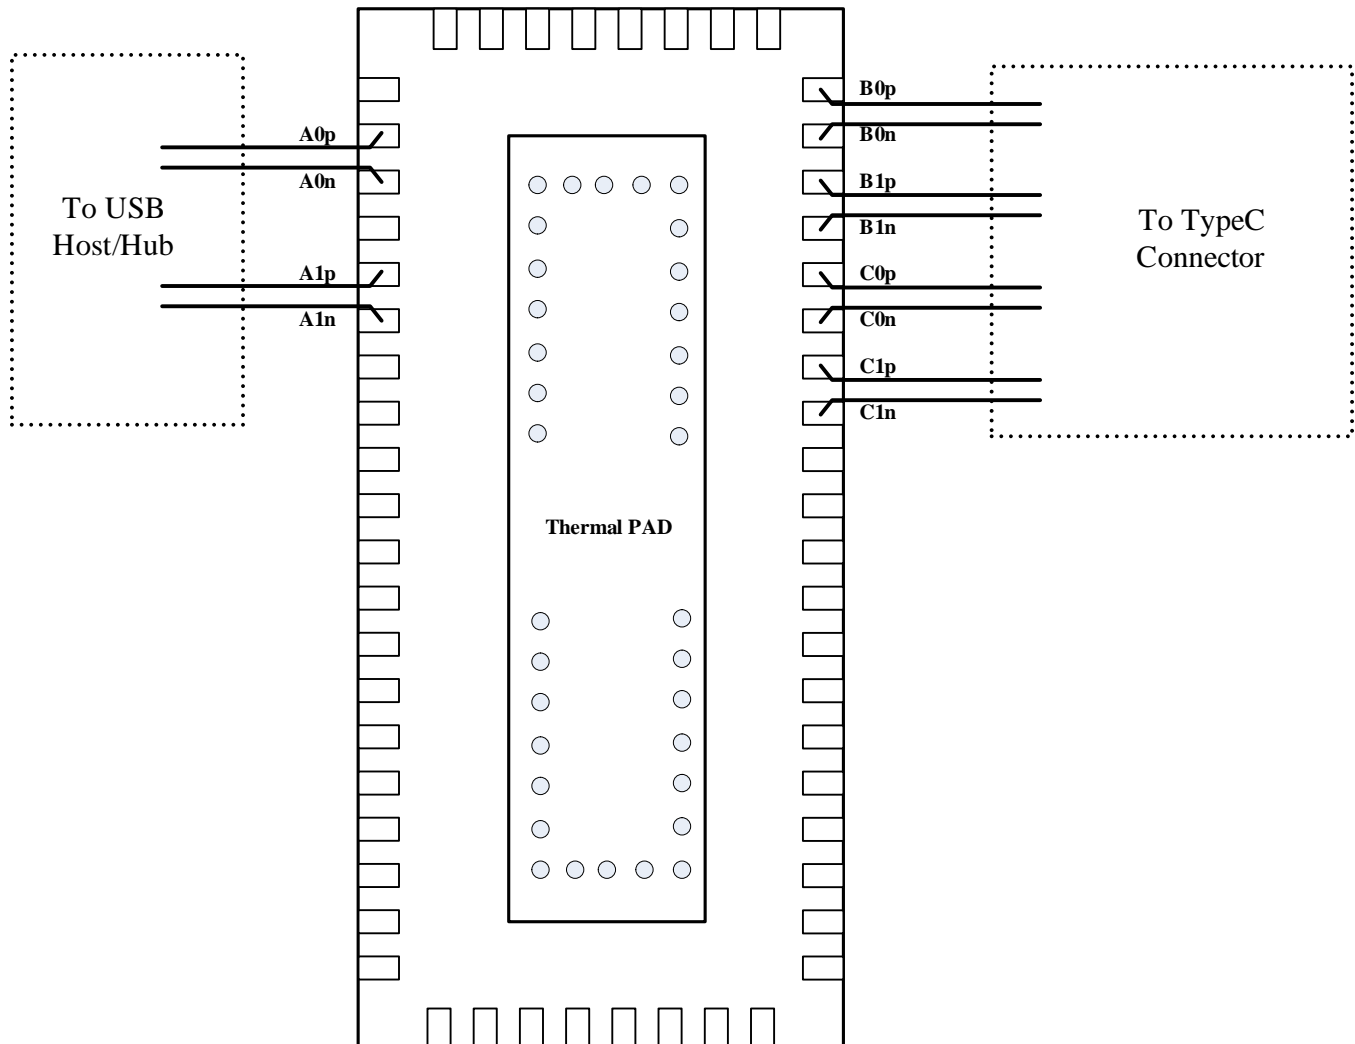 To USB
Host/Hub
A0p
A0n
A1p
A1n
Thermal PAD
B0p
B0n
B1p
B1n
C0p
C0n
C1p
C1n
To TypeC
Connector